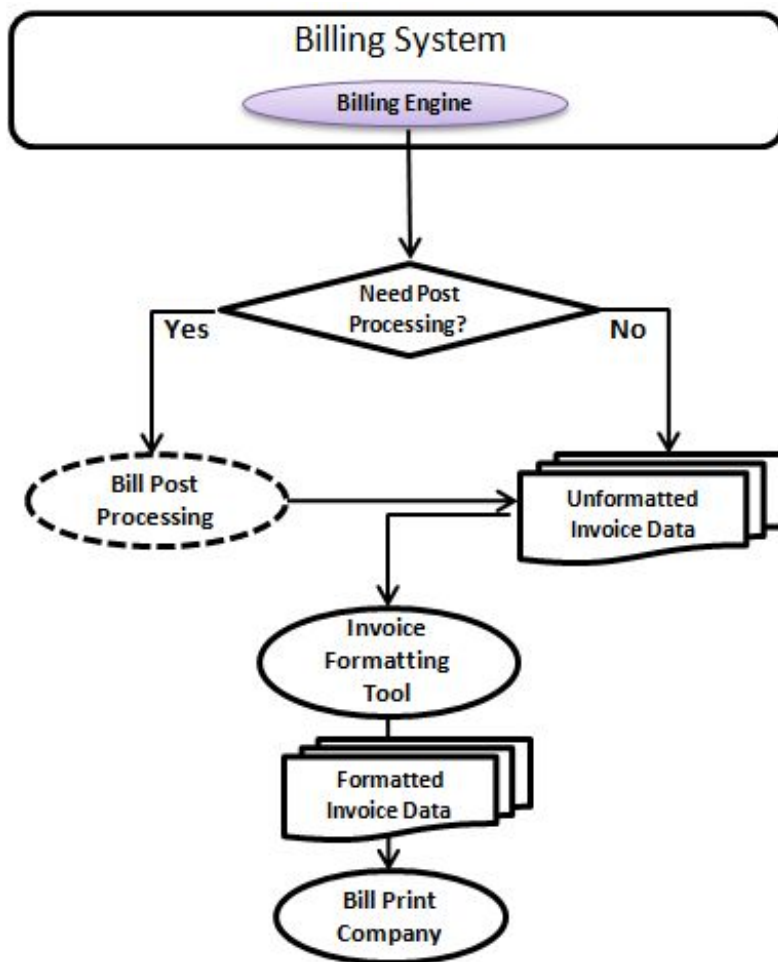 Billing System
Billing Engine
Need Post
Processing?
Yes
No
Bill Post
Processing
Unformatted
Invoice Data
Invoice
Formatting
Tool
Formatted
Invoice Data
Bill Print
Company